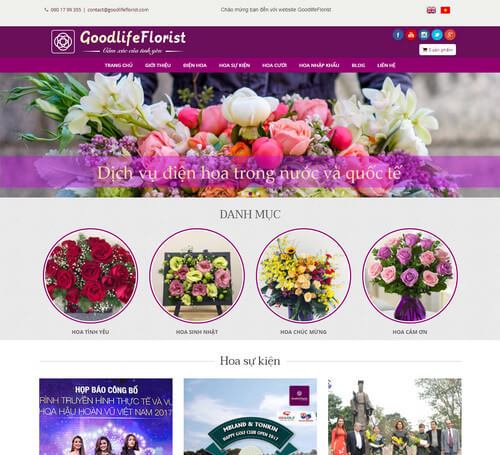 090 17 99 355 | contact@goodlifeflorist.com
Chào mừng bạn đến với website GoodlifeFlorist
GoodlifeFlorist
Cảm xúc của tình yêu
0 sản phẩm
TRANG CHỦ GIỚI THIỆU ĐIỆN HOA HOA SỰ KIỆN HOA CƯỚI HOA NHẬP KHẨU BLOG LIÊN HỆ
Dịch vụ điện hoa trong nước và quốc tế
DANH MỤC
HOA TÌNH YÊU HOA SINH NHẬT HOA CHÚC MỪNG HOA CẢM ƠN
Hoa sự kiện
HỌP BÁO CÔNG BỐ
RÌNH TRUYỀN HÌNH THỰC TẾ VÀ
HOA HẬU HOÀN VŨ VIỆT NAM 2017
MELAND & TONKIN
HAPPY GOLF CLUB OPEN 2017